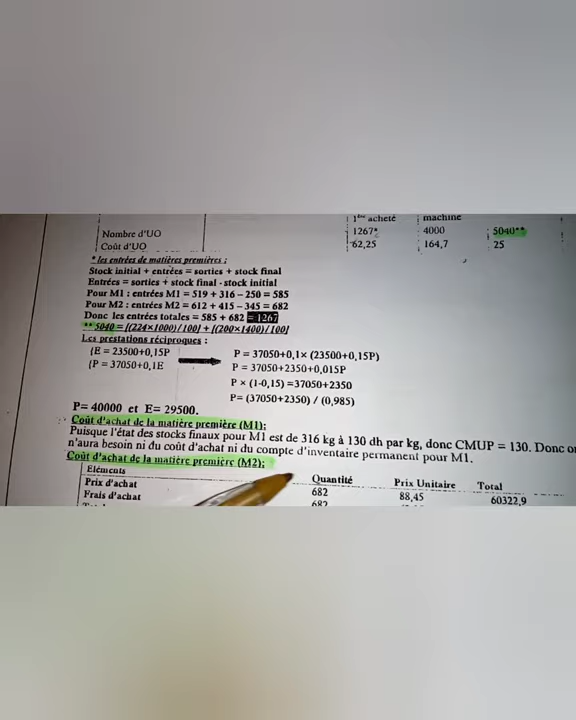 1ère acheté machine
Nombre d'UO 1267* 4000 5040**
Coût d'UO 62,25 164,7 25
* les entrées de matières premières :
Stock initial + entrées = sorties + stock final
Entrées = sorties + stock final - stock initial
Pour M1 : entrées M1 = 519 + 316 – 250 = 585
Pour M2 : entrées M2 = 612 + 415 – 345 = 682
Donc les entrées totales = 585 + 682 = 1267
** 5040 = [(224×1000)/100] + [(200×1400)/100]
Les prestations réciproques :
{E = 23500+0,15P P = 37050+0,1× (23500+0,15P)
{P = 37050+0,1E P = 37050+2350+0,015P
P × (1-0,15) =37050+2350
P= (37050+2350) / (0,985)
P= 40000 et E= 29500.
Coût d'achat de la matière première (M1):
Puisque l'état des stocks finaux pour M1 est de 316 kg à 130 dh par kg, donc CMUP = 130. Donc o
n'aura besoin ni du coût d'achat ni du compte d'inventaire permanent pour M1.
Coût d'achat de la matière première (M2):
Eléments Quantité Prix Unitaire Total
Prix d'achat 682 88,45 60322,9
Frais d'achat 682